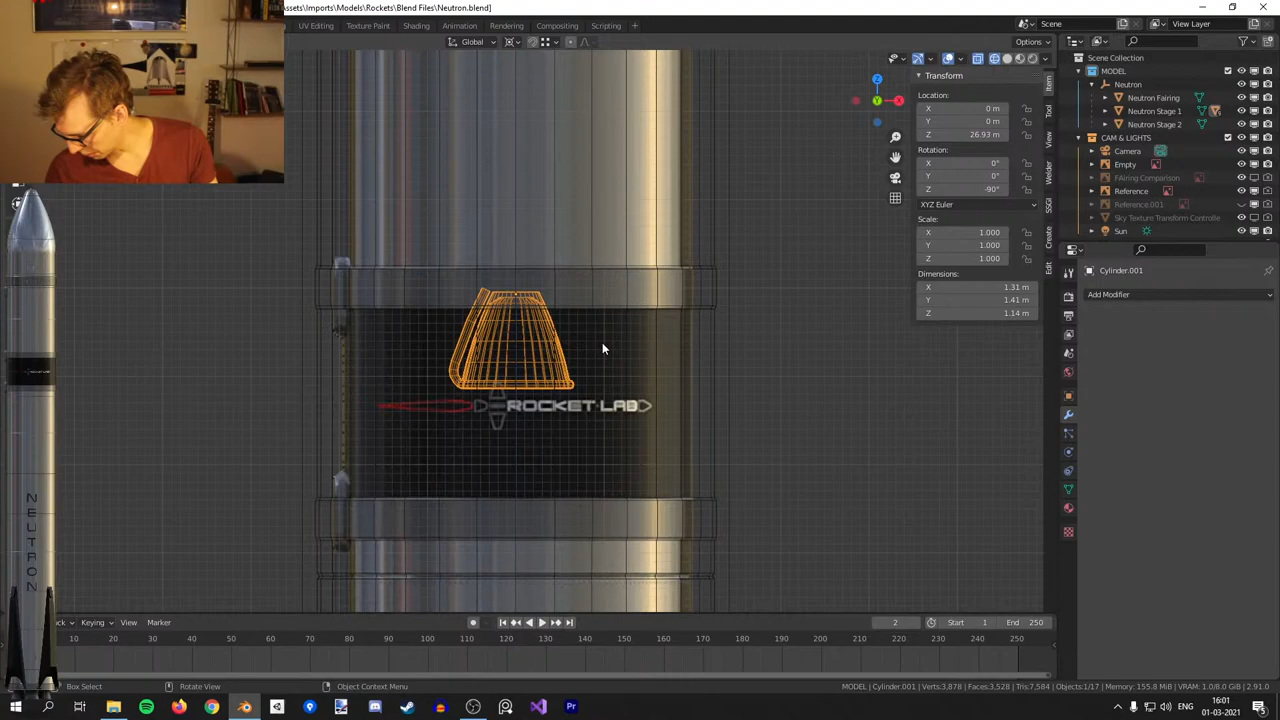 Assets\Imports\Models\Rockets\Blend Files\Neutron.blend]
UV Editing Texture Paint Shading Animation Rendering Compositing Scripting +
Scene View Layer
Global Options
Transform
Location:
X 0 m
Y 0 m
Z 26.93 m
Rotation:
X 0°
Y 0°
Z -90°
XYZ Euler
Scale:
X 1.000
Y 1.000
Z 1.000
Dimensions:
X 1.31 m
Y 1.41 m
Z 1.14 m
Item
Tool
View
Welder
SSGI
Create
Edit
Scene Collection
MODEL
Neutron
Neutron Fairing
Neutron Stage 1
Neutron Stage 2
CAM & LIGHTS
Camera
Empty
FAiring Comparison
Reference
Reference.001
Sky Texture Transform Controlle
Sun
Cylinder.001
Add Modifier
Z
Y
X
ROCKET LAB
NEUTRON
Keying View Marker
2 Start 1 End 250
10 20 30 40 50 60 70 80 90 100 110 120 130 140 150 160 170 180 190 200 210 220 230 240 250
Box Select Rotate View Object Context Menu
MODEL | Cylinder.001 | Verts:3,878 | Faces:3,528 | Tris:7,584 | Objects:1/17 | Memory: 155.8 MiB | VRAM: 1.0/8.0 GiB | 2.91.0
ENG
16:01
01-03-2021